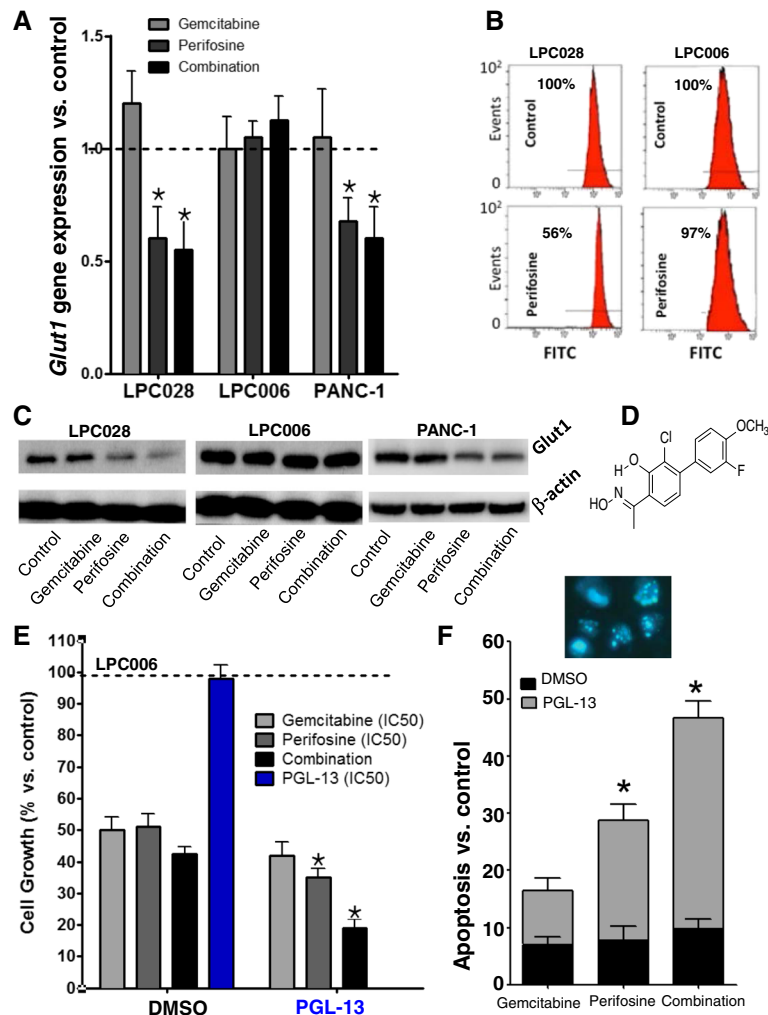 A
Glut1 gene expression vs. control
1.5
1.0
0.5
0.0
Gemcitabine
Perifosine
Combination
* * * *
LPC028 LPC006 PANC-1
B
LPC028 LPC006
10²
Events
0
Control
100%
Control
100%
10²
Events
0
Perifosine
56%
Perifosine
97%
FITC FITC
C
LPC028 LPC006 PANC-1
Glut1
β-actin
Control Gemcitabine Perifosine Combination
Control Gemcitabine Perifosine Combination
Control Gemcitabine Perifosine Combination
D
OCH₃
Cl
O
H
F
N
HO
E
Cell Growth (% vs. control)
110
100
90
80
70
60
50
40
30
20
10
0
LPC006
Gemcitabine (IC50)
Perifosine (IC50)
Combination
PGL-13 (IC50)
* *
DMSO PGL-13
F
Apoptosis vs. control
60
50
40
30
20
10
0
DMSO
PGL-13
* *
Gemcitabine Perifosine Combination